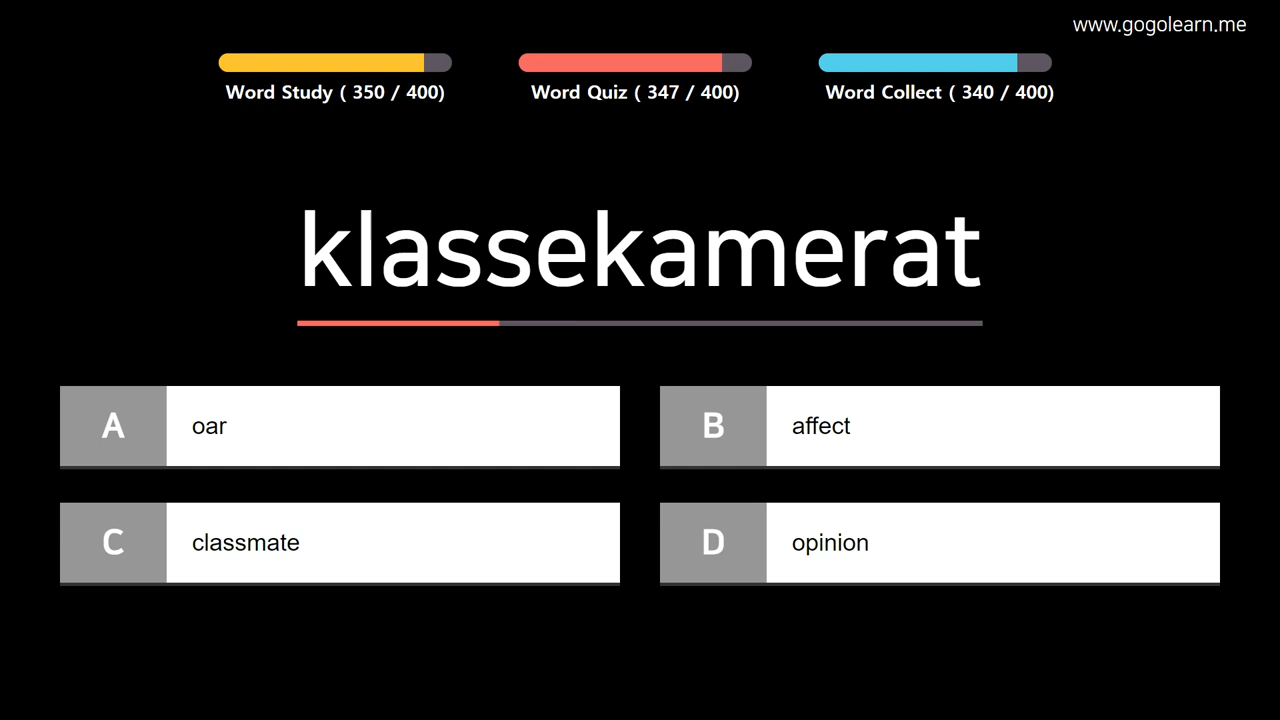 www.gogolearn.me
Word Study ( 350 / 400)
Word Quiz ( 347 / 400)
Word Collect ( 340 / 400)
klassekamerat
A oar
B affect
C classmate
D opinion